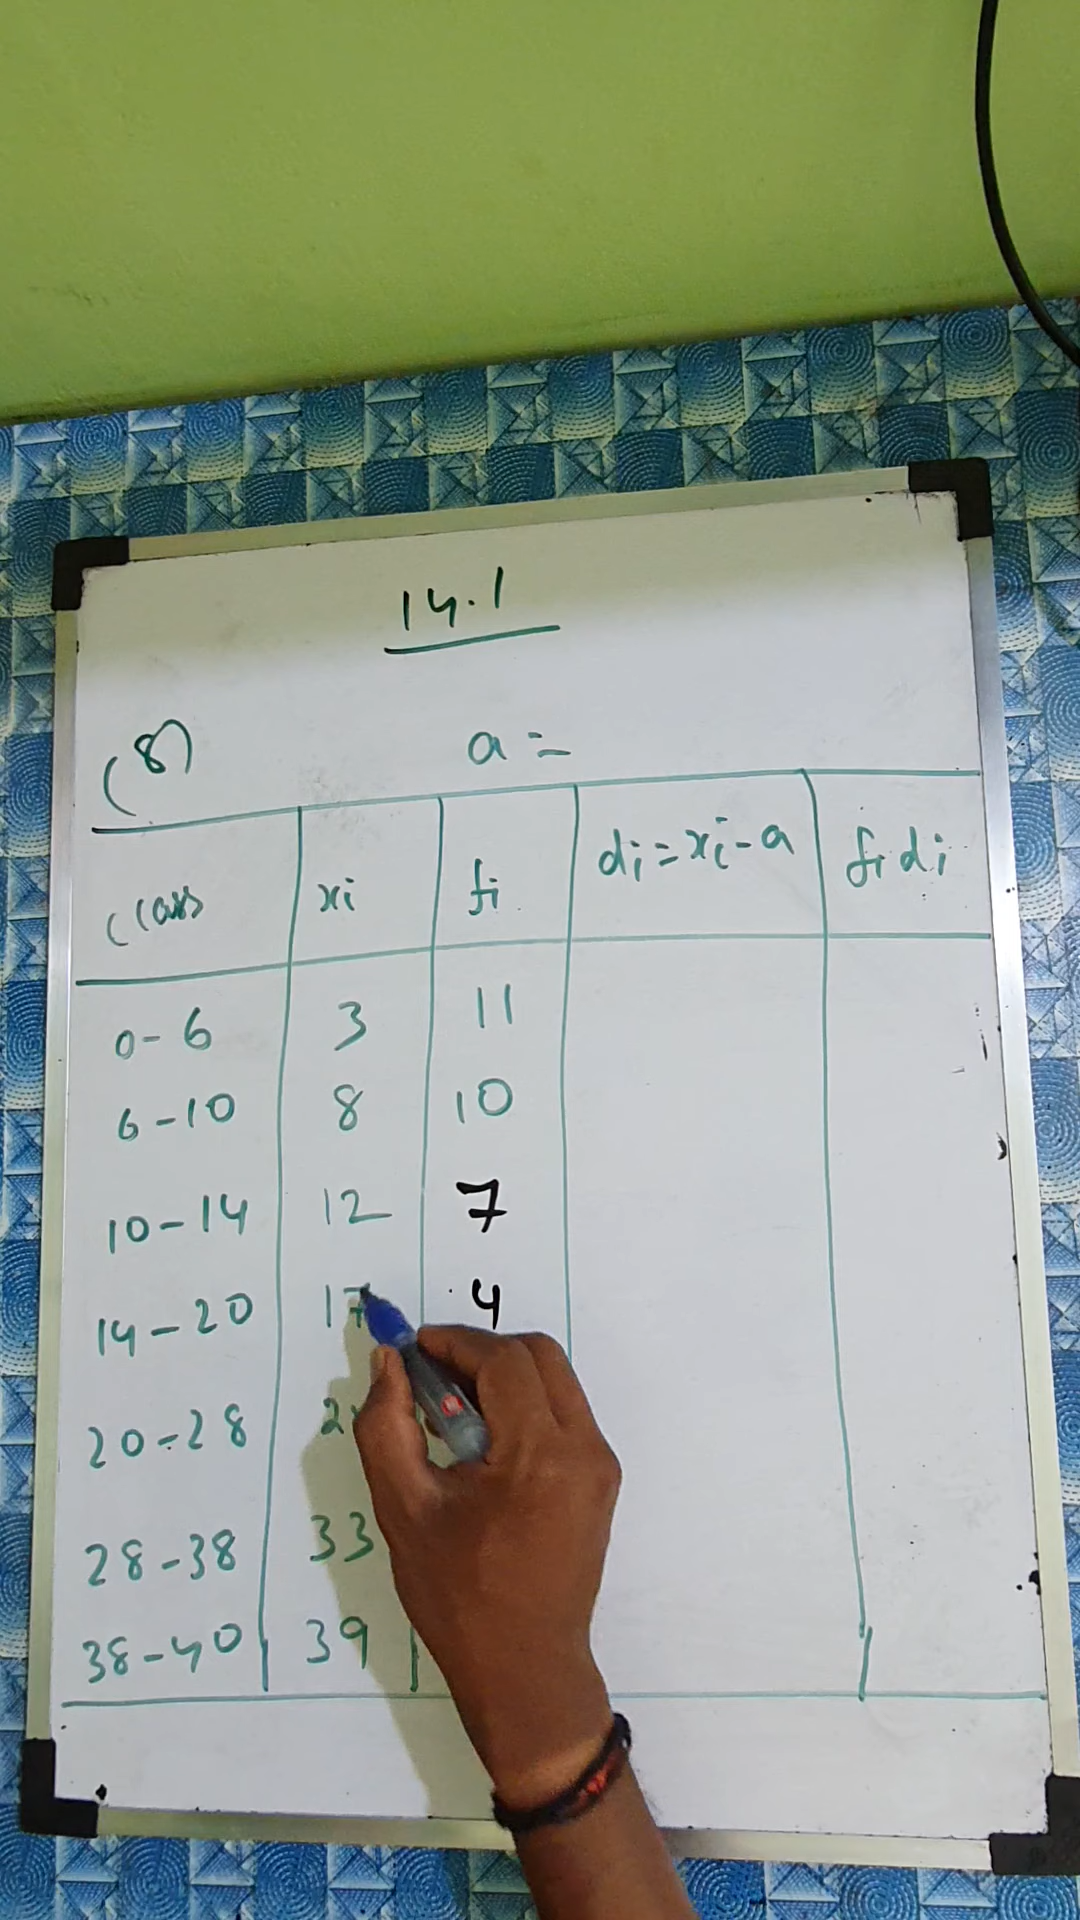 14.1
(8) a =
class xi fi di = xi - a fi di
0-6 3 11
6-10 8 10
10-14 12 7
14-20 17 4
20-28
28-38 33
38-40 39